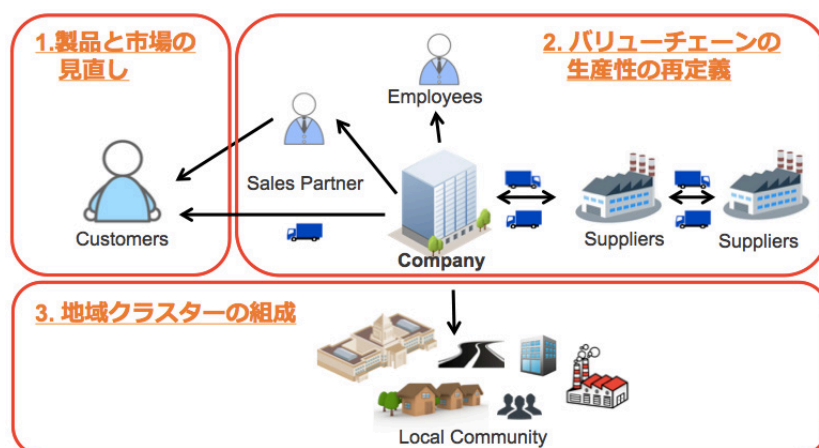 1.製品と市場の
見直し
2. バリューチェーンの
生産性の再定義
Employees
Sales Partner
Customers
Company
Suppliers
Suppliers
3. 地域クラスターの組成
Local Community